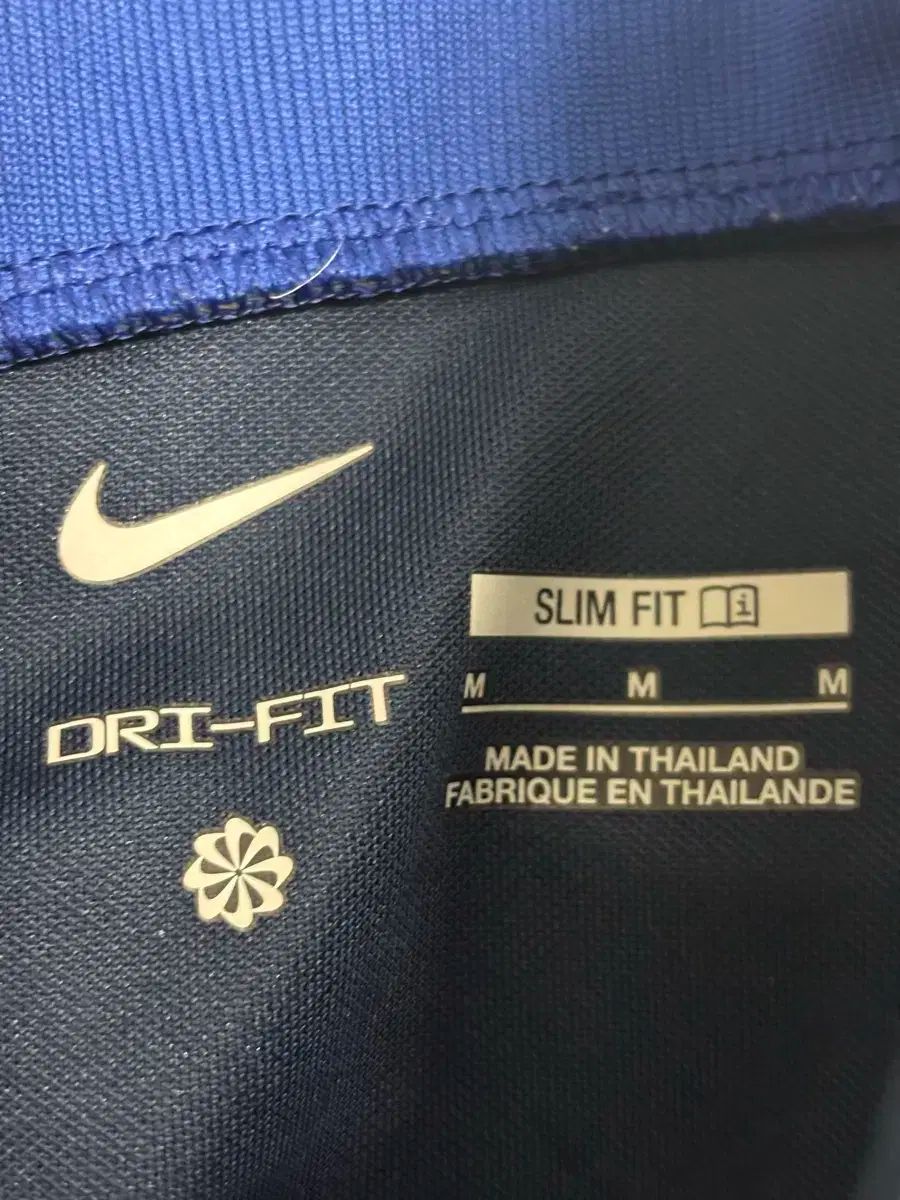 DRI-FIT
SLIM FIT
M M M
MADE IN THAILAND
FABRIQUE EN THAILANDE